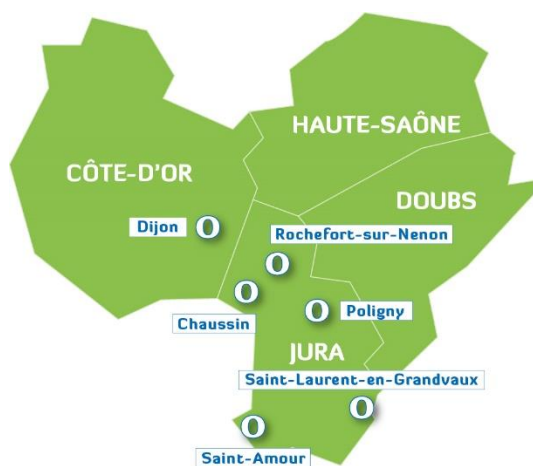 HAUTE-SAÔNE
CÔTE-D'OR
DOUBS
Dijon
O
Rochefort-sur-Nenon
O
O
Chaussin
O
Poligny
JURA
Saint-Laurent-en-Grandvaux
O
O
Saint-Amour